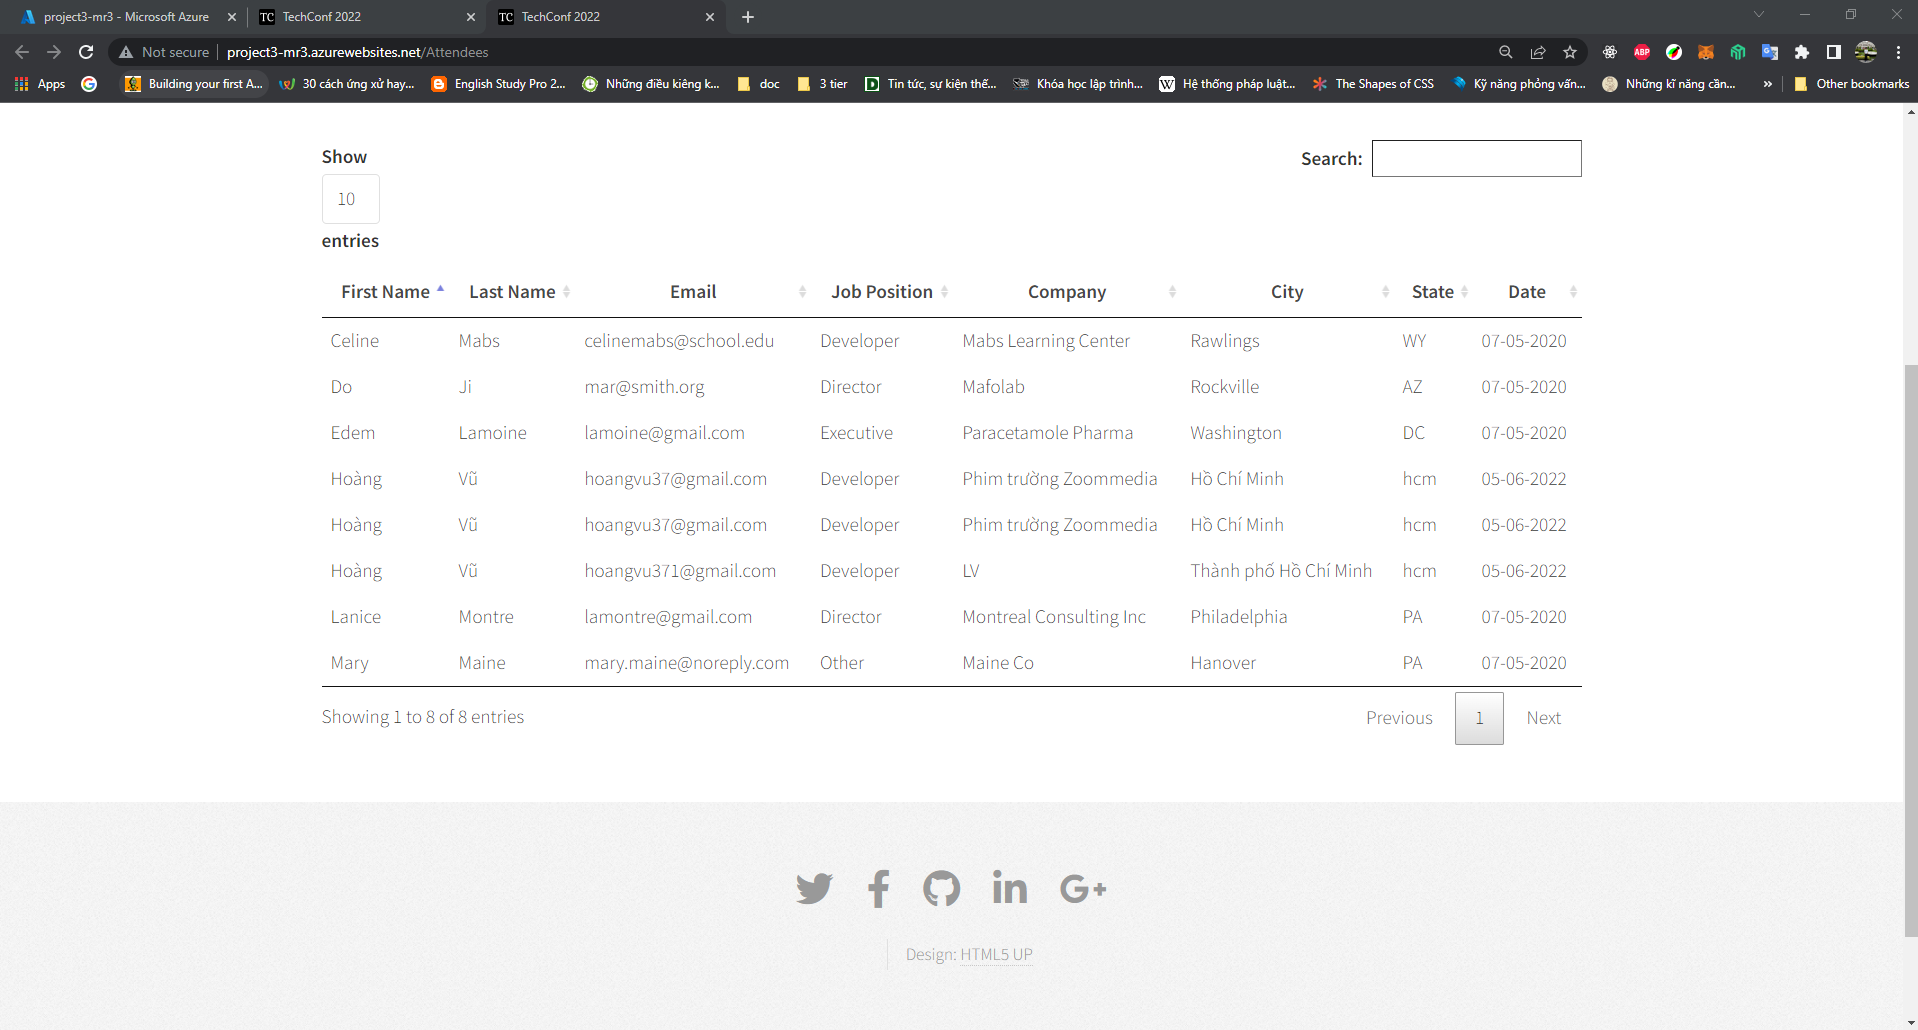 project3-mr3 - Microsoft Azure
TC TechConf 2022
TC TechConf 2022
Not secure project3-mr3.azurewebsites.net/Attendees
ABP
Apps Building your first A... 30 cách ứng xử hay... English Study Pro 2... Những điều kiêng k... doc 3 tier Tin tức, sự kiện thế... Khóa học lập trình... W Hệ thống pháp luật... The Shapes of CSS Kỹ năng phỏng vấn... Những kĩ năng cần... » Other bookmarks
Show
10
entries
Search:
First Name Last Name Email Job Position Company City State Date
Celine Mabs celinemabs@school.edu Developer Mabs Learning Center Rawlings WY 07-05-2020
Do Ji mar@smith.org Director Mafolab Rockville AZ 07-05-2020
Edem Lamoine lamoine@gmail.com Executive Paracetamole Pharma Washington DC 07-05-2020
Hoàng Vũ hoangvu37@gmail.com Developer Phim trường Zoommedia Hồ Chí Minh hcm 05-06-2022
Hoàng Vũ hoangvu37@gmail.com Developer Phim trường Zoommedia Hồ Chí Minh hcm 05-06-2022
Hoàng Vũ hoangvu371@gmail.com Developer LV Thành phố Hồ Chí Minh hcm 05-06-2022
Lanice Montre lamontre@gmail.com Director Montreal Consulting Inc Philadelphia PA 07-05-2020
Mary Maine mary.maine@noreply.com Other Maine Co Hanover PA 07-05-2020
Showing 1 to 8 of 8 entries
Previous 1 Next
Design: HTML5 UP